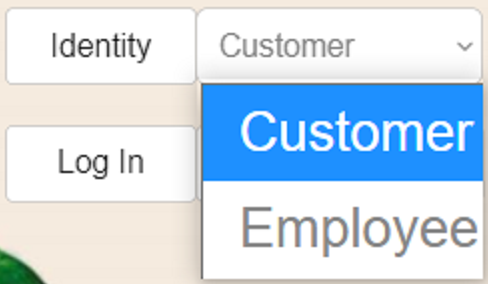 Identity Customer
Customer
Log In
Employee